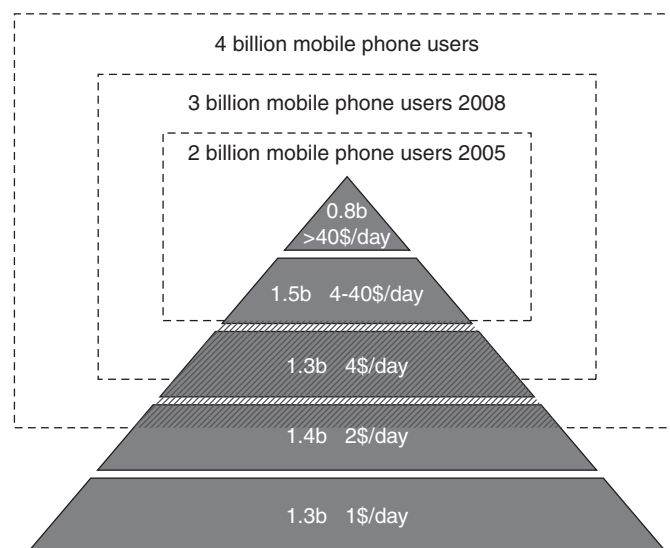 4 billion mobile phone users
3 billion mobile phone users 2008
2 billion mobile phone users 2005
0.8b
>40$/day
1.5b 4-40$/day
1.3b 4$/day
1.4b 2$/day
1.3b 1$/day